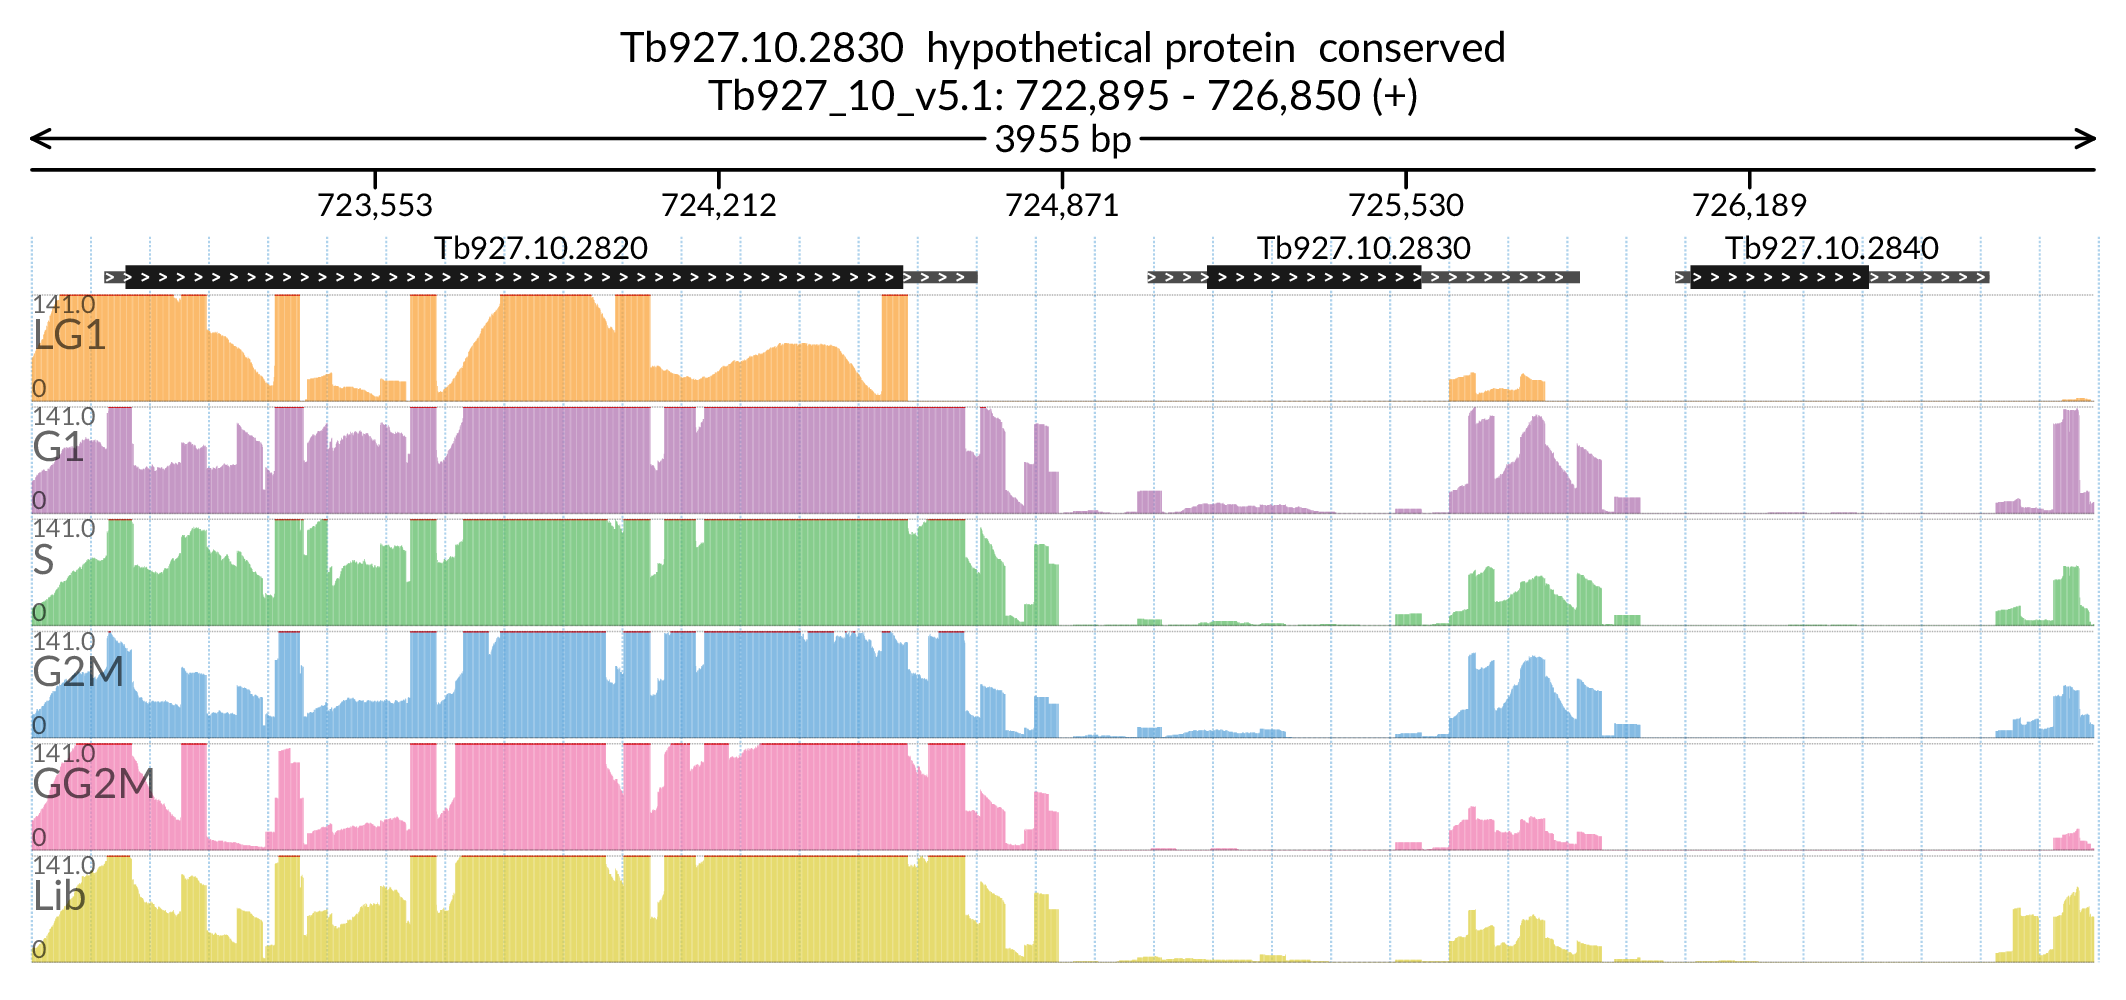 Tb927.10.2830 hypothetical protein conserved
Tb927_10_v5.1: 722,895 - 726,850 (+)
3955 bp
723,553 724,212 724,871 725,530 726,189
Tb927.10.2820 Tb927.10.2830 Tb927.10.2840
141.0
LG1
0
141.0
G1
0
141.0
S
0
141.0
G2M
0
141.0
GG2M
0
141.0
Lib
0